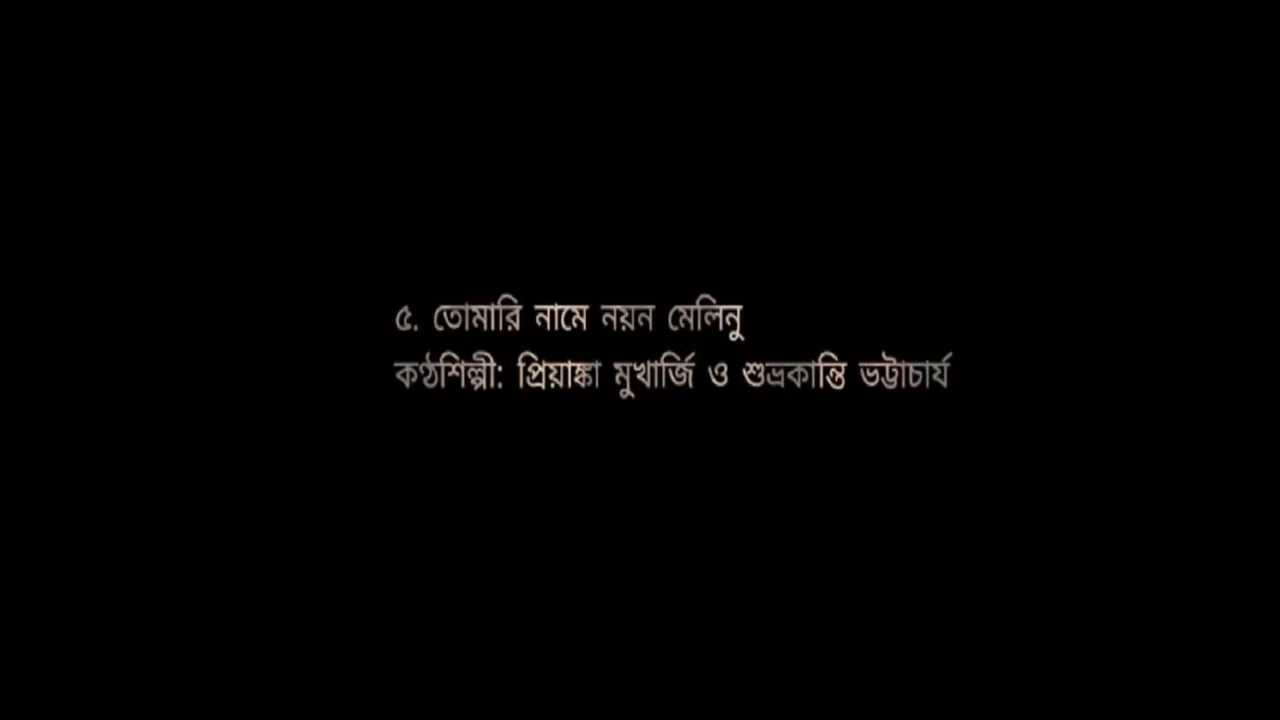 ৫. তোমারি নামে নয়ন মেলিনু
কণ্ঠশিল্পী: প্রিয়াঙ্কা মুখার্জি ও শুভ্রকান্তি ভট্টাচার্য